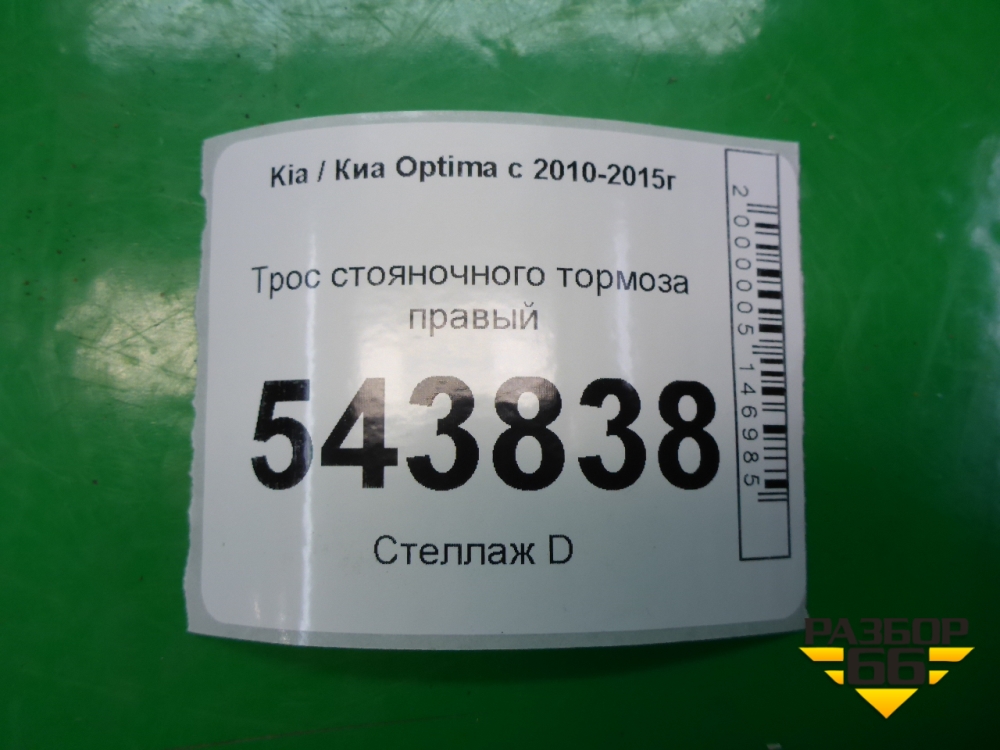 Kia / Киа Optima с 2010-2015г
Трос стояночного тормоза
правый
543838
Стеллаж D
2000005146985
РАЗБОР
66